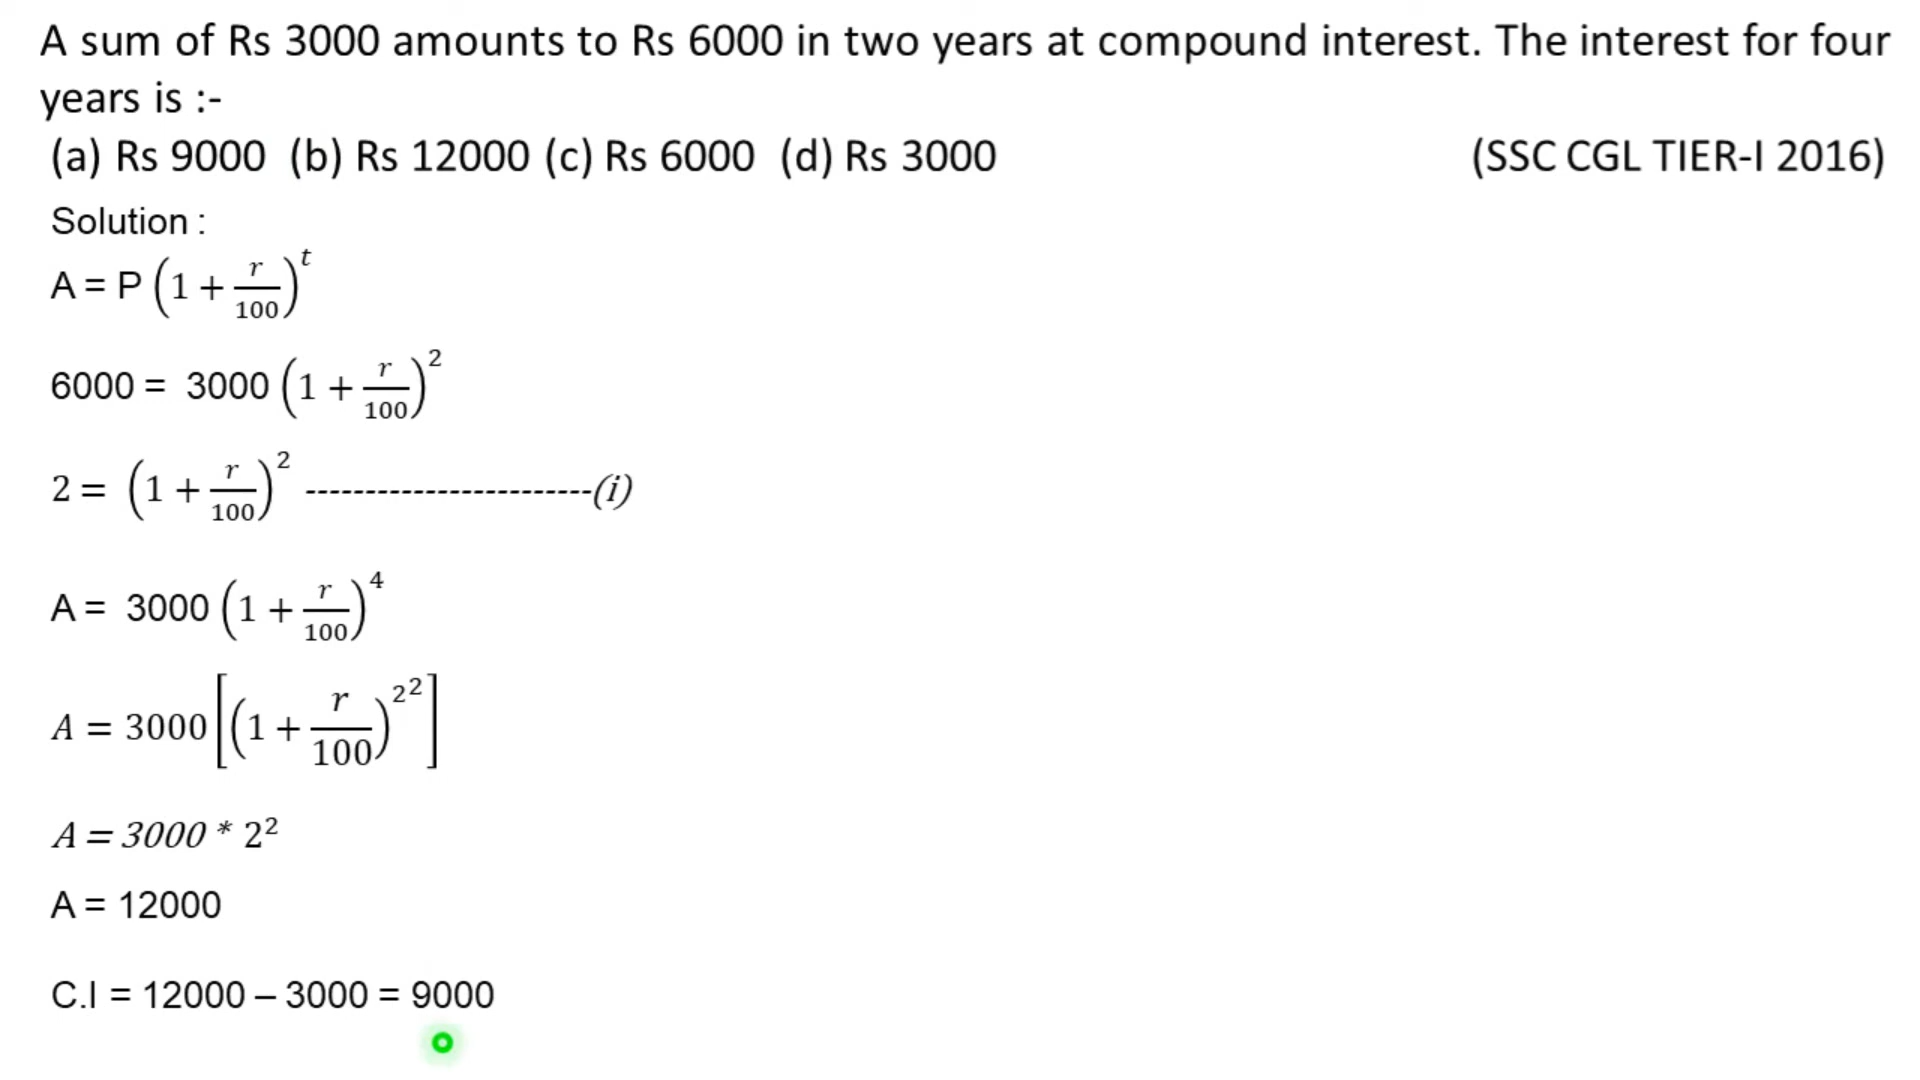 A sum of Rs 3000 amounts to Rs 6000 in two years at compound interest. The interest for four
years is :-
(a) Rs 9000 (b) Rs 12000 (c) Rs 6000 (d) Rs 3000 (SSC CGL TIER-I 2016)
Solution :
A = P (1 + r/100)^t
6000 = 3000 (1 + r/100)^2
2 = (1 + r/100)^2 ------------------------(i)
A = 3000 (1 + r/100)^4
A = 3000 [(1 + r/100)^2^2]
A = 3000 * 2²
A = 12000
C.I = 12000 – 3000 = 9000